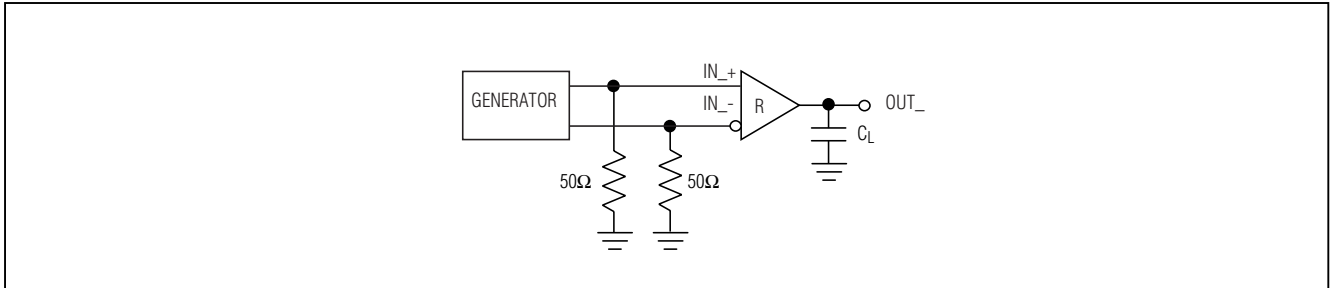 IN_+
GENERATOR
IN_-
R
OUT_
CL
50Ω
50Ω